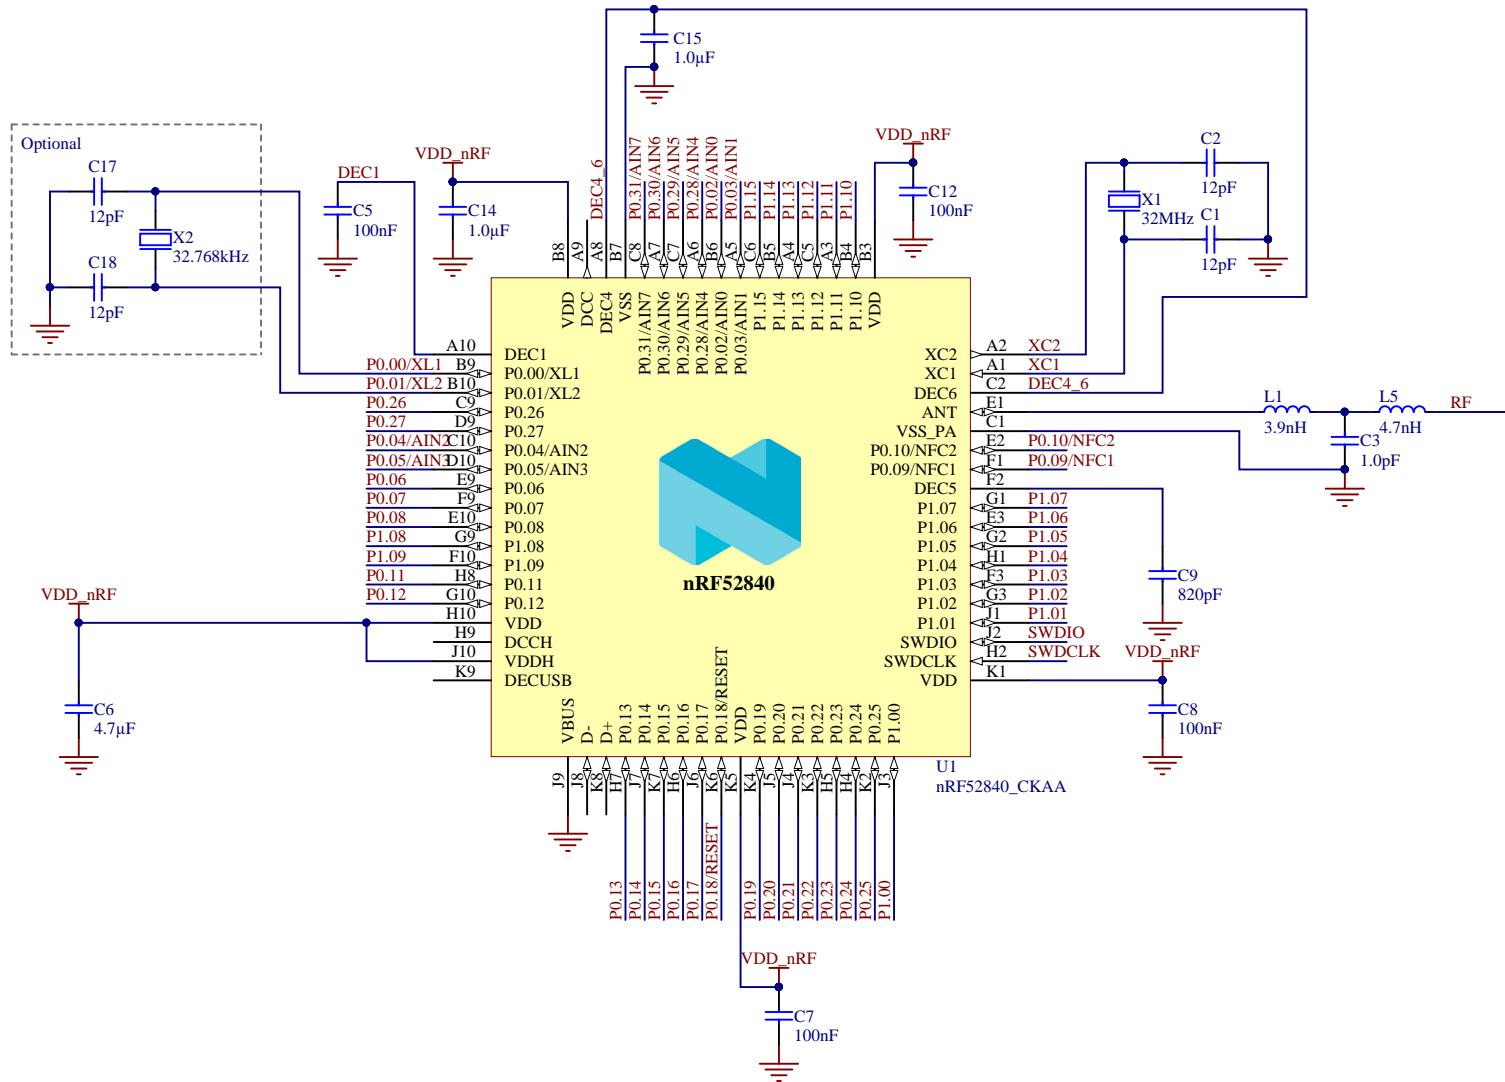 C15
1.0µF
Optional
C17
12pF
X2
32.768kHz
C18
12pF
DEC1
C5
100nF
VDD_nRF
C14
1.0µF
DEC4_6
P0.31/AIN7
P0.30/AIN6
P0.29/AIN5
P0.28/AIN4
P0.02/AIN0
P0.03/AIN1
P1.15
P1.14
P1.13
P1.12
P1.11
P1.10
VDD_nRF
C12
100nF
C2
12pF
X1
32MHz
C1
12pF
B8
A9
A8
B7
C8
A7
C7
A6
B6
A5
C6
B5
A4
C5
A3
B4
B3
VDD
DCC
DEC4
VSS
P0.31/AIN7
P0.30/AIN6
P0.29/AIN5
P0.28/AIN4
P0.02/AIN0
P0.03/AIN1
P1.15
P1.14
P1.13
P1.12
P1.11
P1.10
VDD
A10 DEC1
P0.00/XL1 B9 P0.00/XL1
P0.01/XL2 B10 P0.01/XL2
P0.26 C9 P0.26
P0.27 D9 P0.27
P0.04/AIN2 C10 P0.04/AIN2
P0.05/AIN3 D10 P0.05/AIN3
P0.06 E9 P0.06
P0.07 F9 P0.07
P0.08 E10 P0.08
P1.08 G9 P1.08
P1.09 F10 P1.09
P0.11 H8 P0.11
P0.12 G10 P0.12
H10 VDD
H9 DCCH
J10 VDDH
K9 DECUSB
VDD_nRF
C6
4.7µF
nRF52840
XC2 A2 XC2
XC1 A1 XC1
DEC6 C2 DEC4_6
ANT E1
VSS_PA C1
P0.10/NFC2 E2 P0.10/NFC2
P0.09/NFC1 F1 P0.09/NFC1
DEC5 F2
P1.07 G1 P1.07
P1.06 E3 P1.06
P1.05 G2 P1.05
P1.04 H1 P1.04
P1.03 F3 P1.03
P1.02 G3 P1.02
P1.01 J1 P1.01
SWDIO J2 SWDIO
SWDCLK H2 SWDCLK
VDD K1
L1
3.9nH
L5
4.7nH
RF
C3
1.0pF
C9
820pF
VDD_nRF
C8
100nF
VBUS
D-
D+
P0.13
P0.14
P0.15
P0.16
P0.17
P0.18/RESET
VDD
P0.19
P0.20
P0.21
P0.22
P0.23
P0.24
P0.25
P1.00
U1
nRF52840_CKAA
J9
J8
K8
H7
J7
K7
H6
J6
K6
K5
K4
J5
J4
K3
H5
H4
K2
J3
P0.13
P0.14
P0.15
P0.16
P0.17
P0.18/RESET
P0.19
P0.20
P0.21
P0.22
P0.23
P0.24
P0.25
P1.00
VDD_nRF
C7
100nF